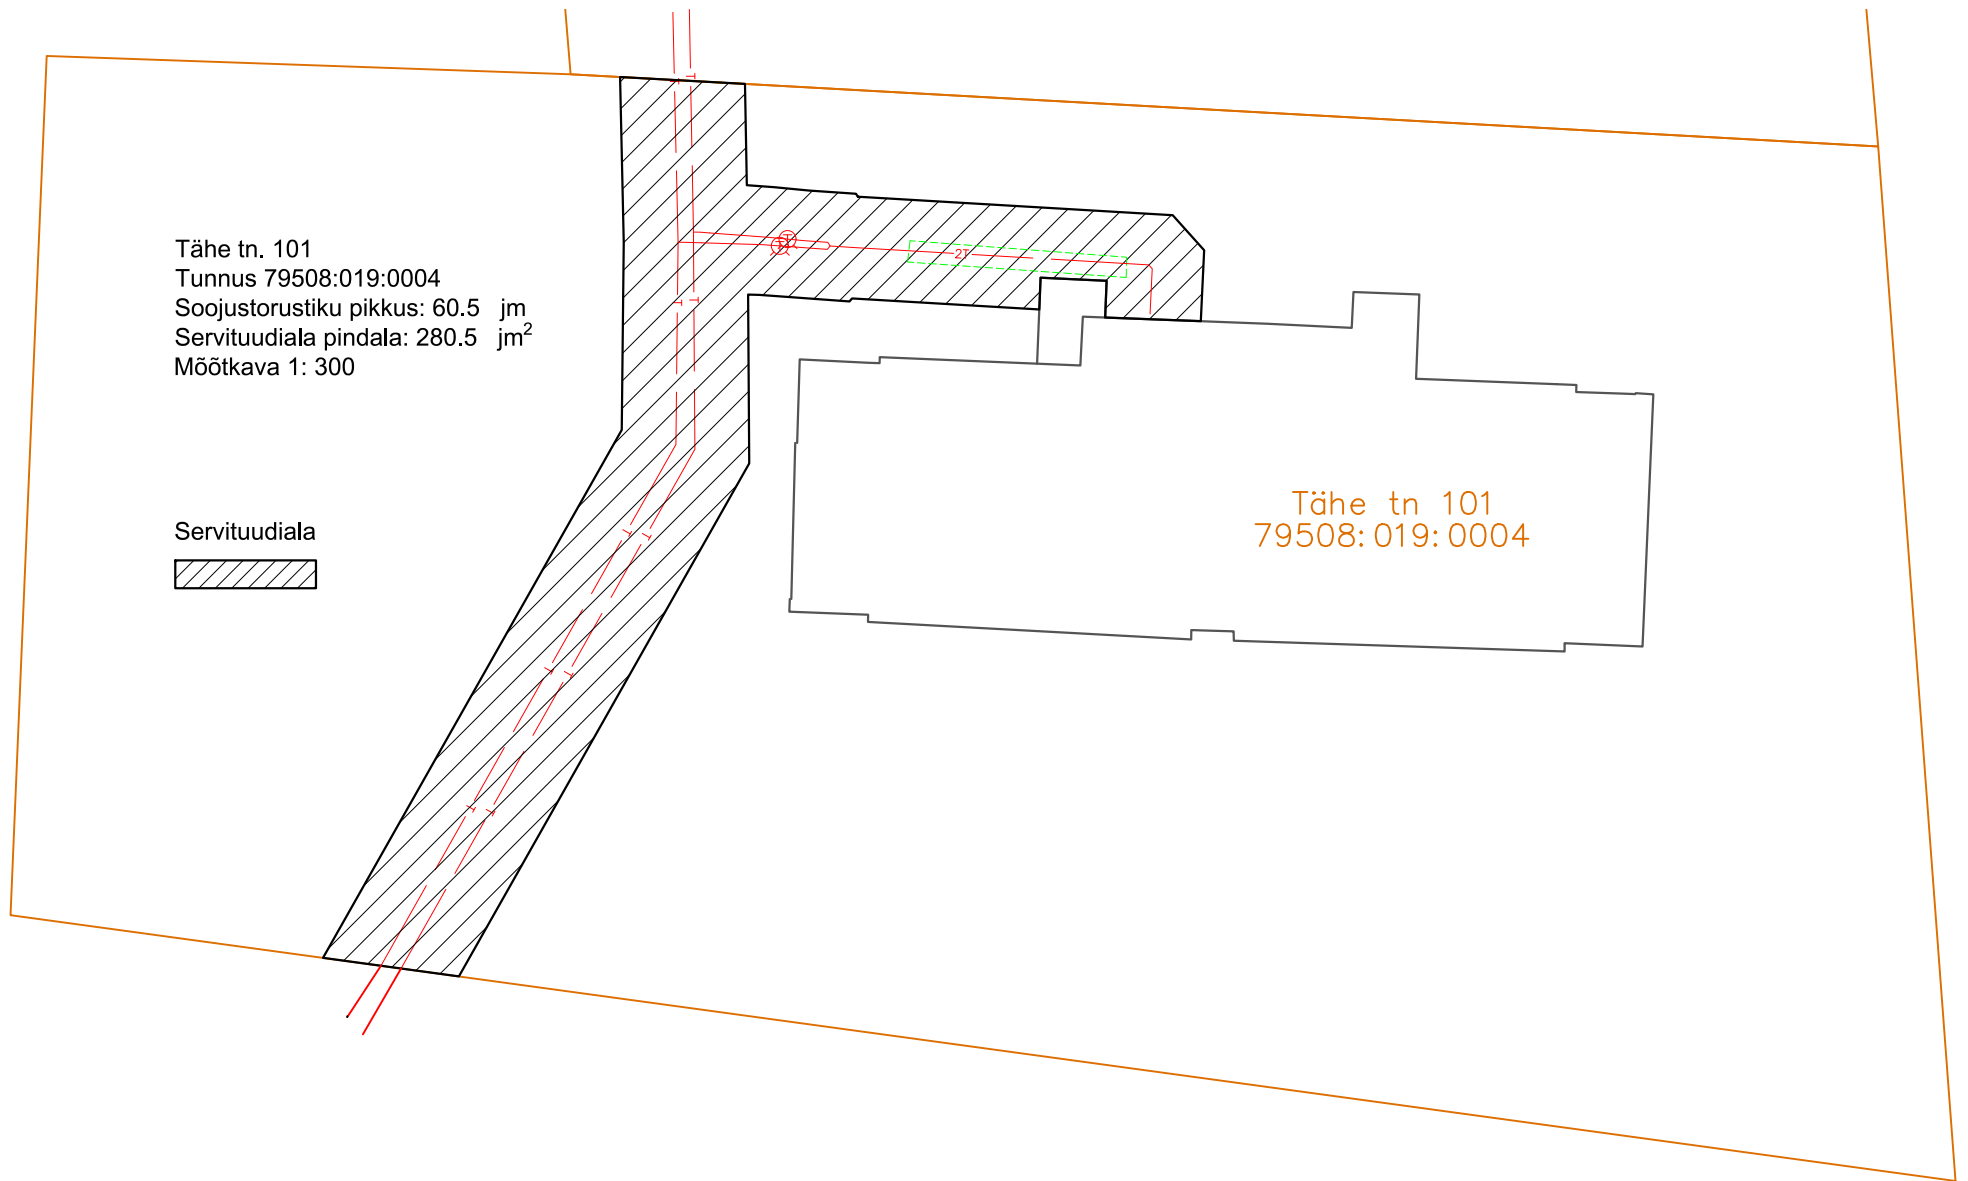 Tähe tn. 101
Tunnus 79508:019:0004
Soojustorustiku pikkus: 60.5 jm
Servituudiala pindala: 280.5 jm²
Mõõtkava 1: 300
Servituudiala
2T
Tähe tn 101
79508:019:0004